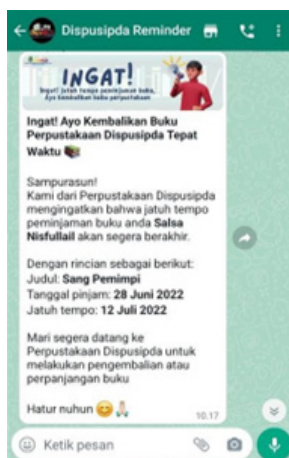 Dispusipda Reminder
INGAT!
Ingat! Jatuh tempo peminjaman buku,
Ayo kembalikan buku perpustakaan
Ingat! Ayo Kembalikan Buku
Perpustakaan Dispusipda Tepat
Waktu 📚
Sampurasun!
Kami dari Perpustakaan Dispusipda
mengingatkan bahwa jatuh tempo
peminjaman buku anda Salsa
Nisfullail akan segera berakhir.
Dengan rincian sebagai berikut:
Judul: Sang Pemimpi
Tanggal pinjam: 28 Juni 2022
Jatuh tempo: 12 Juli 2022
Mari segera datang ke
Perpustakaan Dispusipda untuk
melakukan pengembalian atau
perpanjangan buku
Hatur nuhun 😊🙏
10.17
Ketik pesan